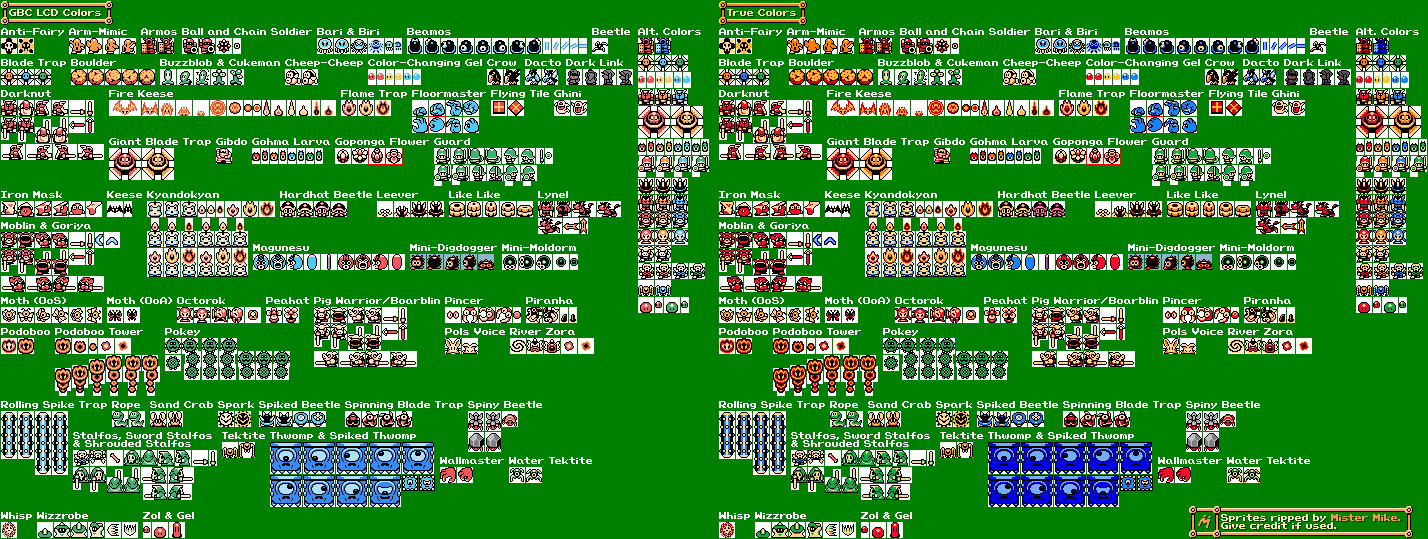 GBC LCD Colors
Anti-Fairy Arm-Mimic Armos Ball and Chain Soldier Bari & Biri Beamos Beetle Alt. Colors
Blade Trap Boulder Buzzblob & Cukeman Cheep-Cheep Color-Changing Gel Crow Dacto Dark Link
Darknut Fire Keese Flame Trap Floormaster Flying Tile Ghini
Giant Blade Trap Gibdo Gohma Larva Goponga Flower Guard
Iron Mask Keese Kyandokyan Hardhat Beetle Leever Like Like Lynel
Moblin & Goriya
Magunesu Mini-Digdogger Mini-Moldorm
Moth (OoS) Moth (OoA) Octorok Peahat Pig Warrior/Boarblin Pincer Piranha
Podoboo Podoboo Tower Pokey Pols Voice River Zora
Rolling Spike Trap Rope Sand Crab Spark Spiked Beetle Spinning Blade Trap Spiny Beetle
Stalfos, Sword Stalfos
& Shrouded Stalfos
Tektite Thwomp & Spiked Thwomp
Wallmaster Water Tektite
Whisp Wizzrobe Zol & Gel
True Colors
Anti-Fairy Arm-Mimic Armos Ball and Chain Soldier Bari & Biri Beamos Beetle Alt. Colors
Blade Trap Boulder Buzzblob & Cukeman Cheep-Cheep Color-Changing Gel Crow Dacto Dark Link
Darknut Fire Keese Flame Trap Floormaster Flying Tile Ghini
Giant Blade Trap Gibdo Gohma Larva Goponga Flower Guard
Iron Mask Keese Kyandokyan Hardhat Beetle Leever Like Like Lynel
Moblin & Goriya
Magunesu Mini-Digdogger Mini-Moldorm
Moth (OoS) Moth (OoA) Octorok Peahat Pig Warrior/Boarblin Pincer Piranha
Podoboo Podoboo Tower Pokey Pols Voice River Zora
Rolling Spike Trap Rope Sand Crab Spark Spiked Beetle Spinning Blade Trap Spiny Beetle
Stalfos, Sword Stalfos
& Shrouded Stalfos
Tektite Thwomp & Spiked Thwomp
Wallmaster Water Tektite
Whisp Wizzrobe Zol & Gel
Sprites ripped by Mister Mike.
Give credit if used.